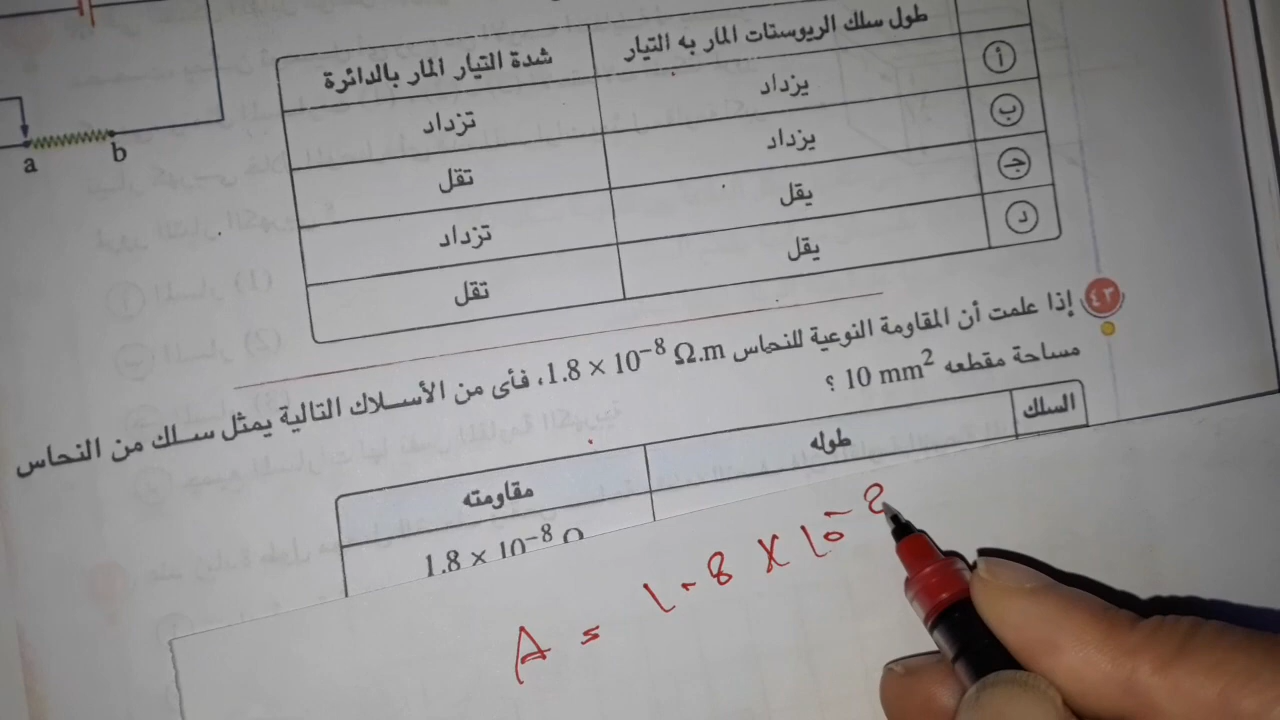 طول سلك الريوستات المار به التيار
شدة التيار المار بالدائرة
أ
يزداد
تزداد
ب
يزداد
تقل
ج
يقل
تزداد
د
يقل
تقل
a
b
٤٣ إذا علمت أن المقاومة النوعية للنحاس 1.8 × 10⁻⁸ Ω.m، فأى من الأسلاك التالية يمثل سلك من النحاس
مساحة مقطعه 10 mm² ؟
السلك
طوله
مقاومته
1.8 × 10⁻⁸ Ω
A = 1.8 × 10⁻⁸